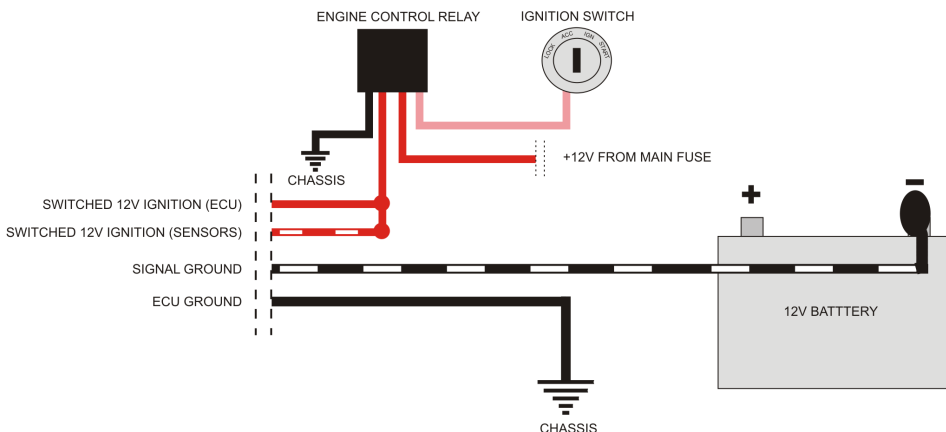 ENGINE CONTROL RELAY
IGNITION SWITCH
LOCK
ACC
IGN
START
+12V FROM MAIN FUSE
CHASSIS
+
-
SWITCHED 12V IGNITION (ECU)
SWITCHED 12V IGNITION (SENSORS)
SIGNAL GROUND
ECU GROUND
12V BATTTERY
CHASSIS